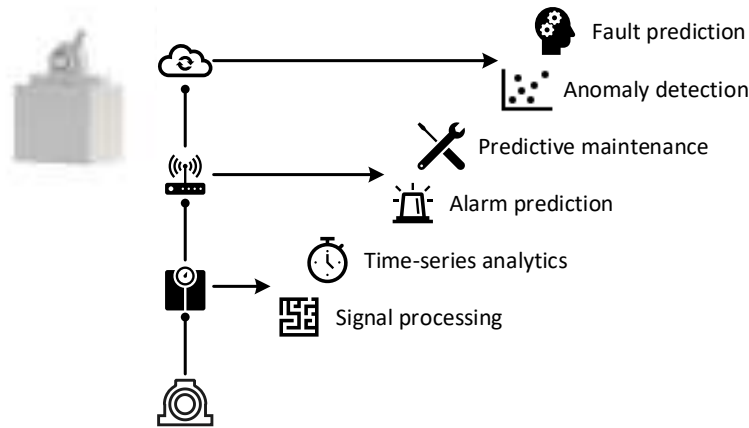 Fault prediction
Anomaly detection
Predictive maintenance
Alarm prediction
Time-series analytics
Signal processing